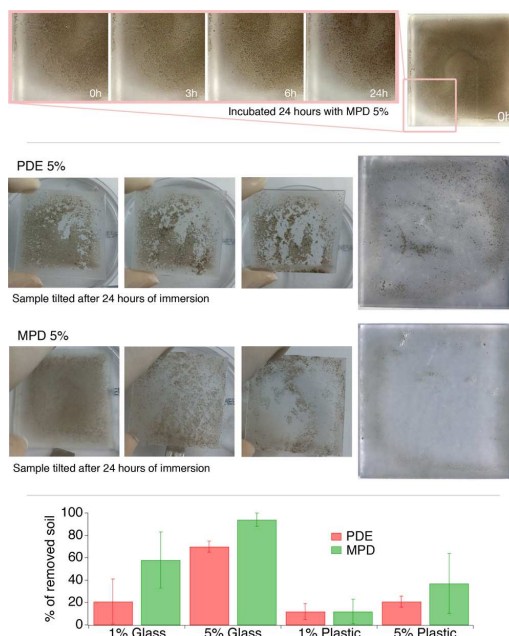 0h
3h
6h
24h
0h
Incubated 24 hours with MPD 5%
PDE 5%
Sample tilted after 24 hours of immersion
MPD 5%
Sample tilted after 24 hours of immersion
% of removed soil
100
80
60
40
20
0
PDE
MPD
1% Glass
5% Glass
1% Plastic
5% Plastic